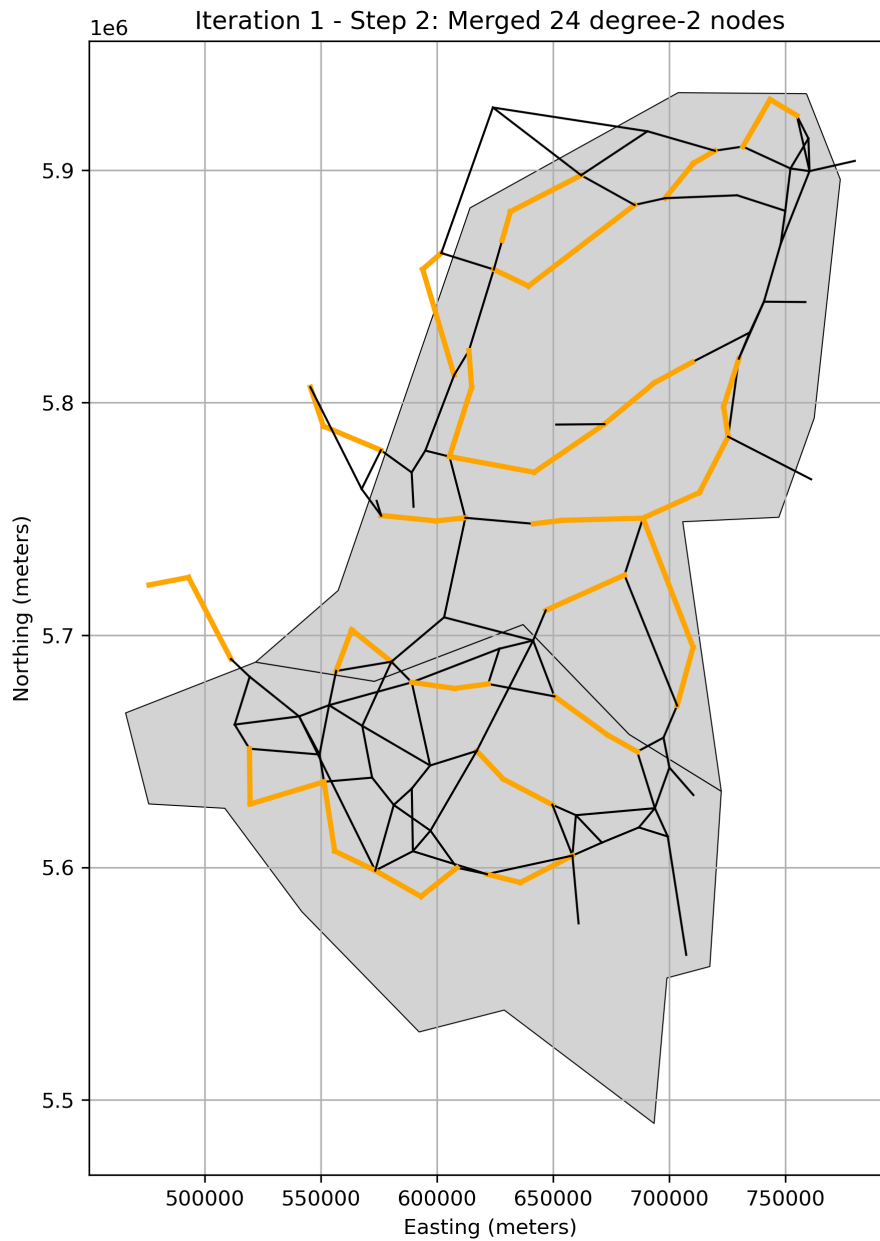 Iteration 1 - Step 2: Merged 24 degree-2 nodes
1e6
5.9
5.8
5.7
5.6
5.5
Northing (meters)
500000 550000 600000 650000 700000 750000
Easting (meters)